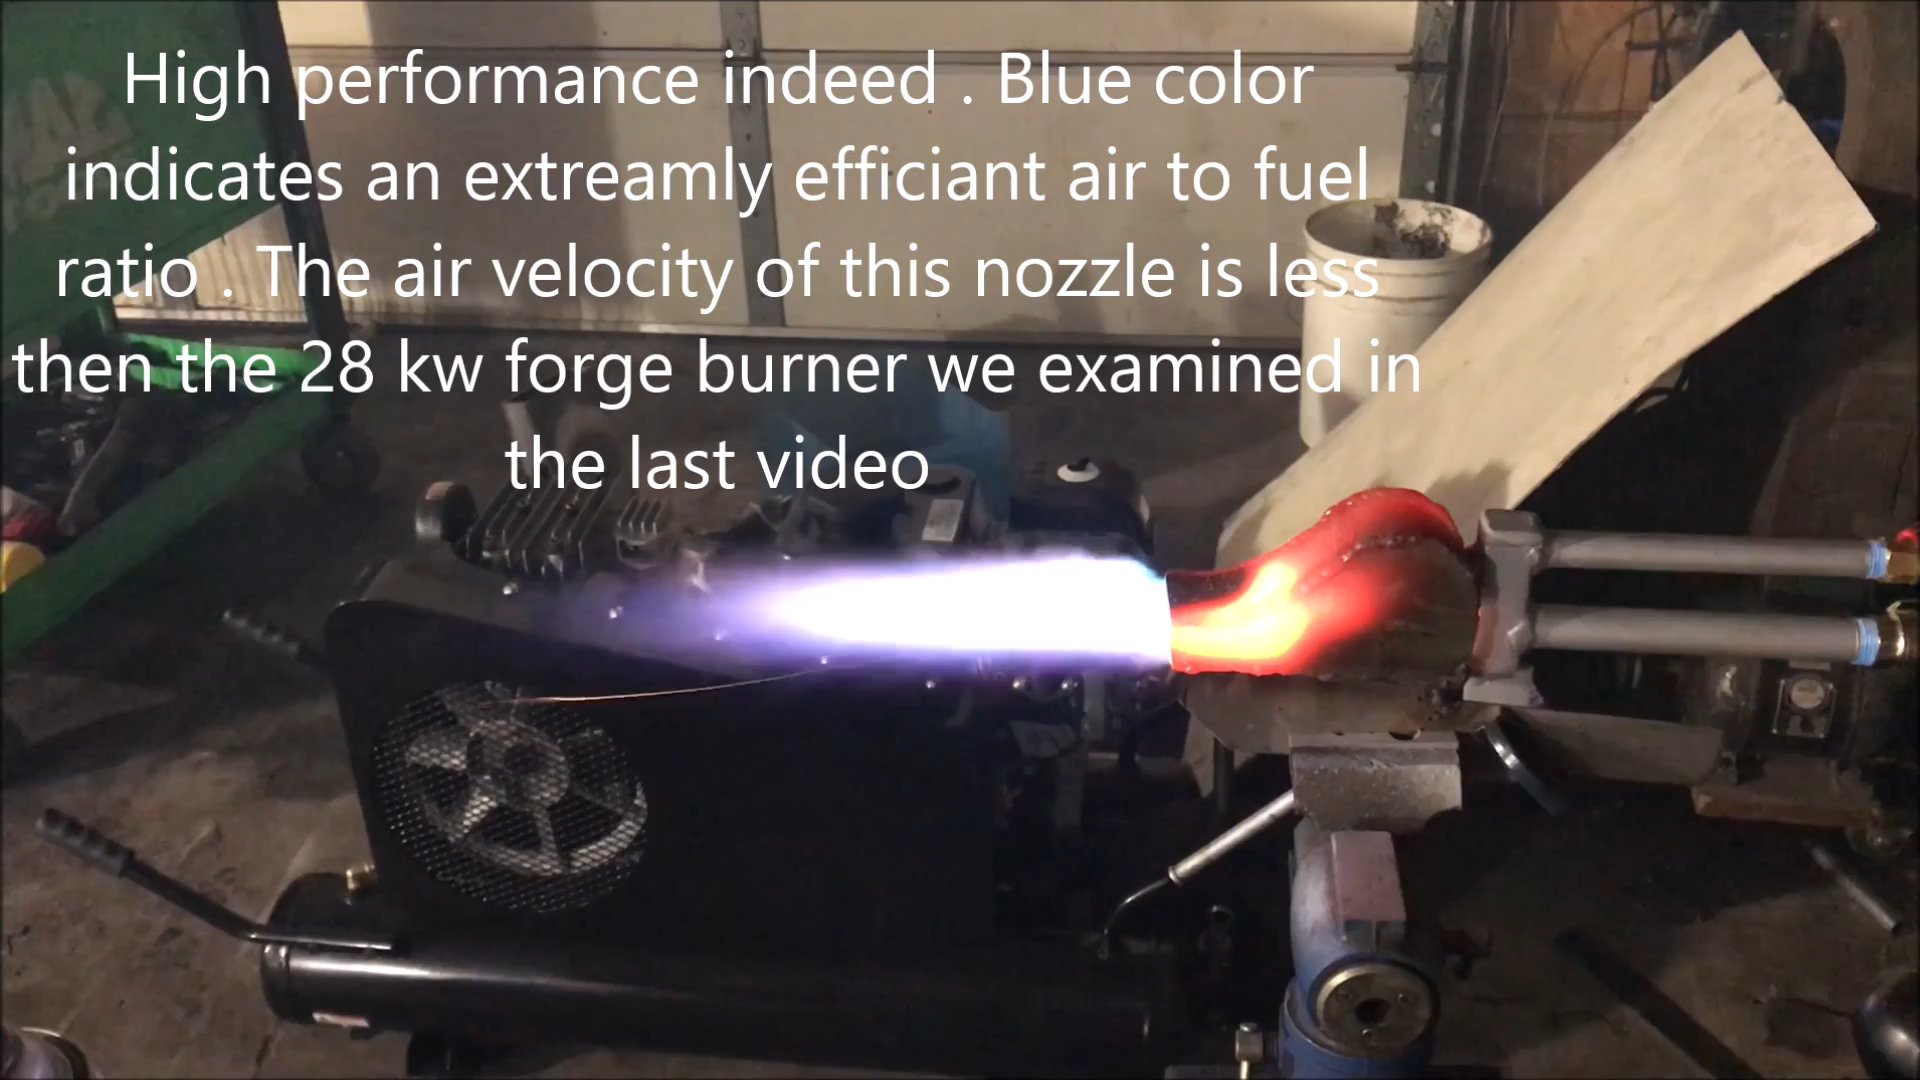 High performance indeed . Blue color
indicates an extreamly efficiant air to fuel
ratio . The air velocity of this nozzle is less
then the 28 kw forge burner we examined in
the last video